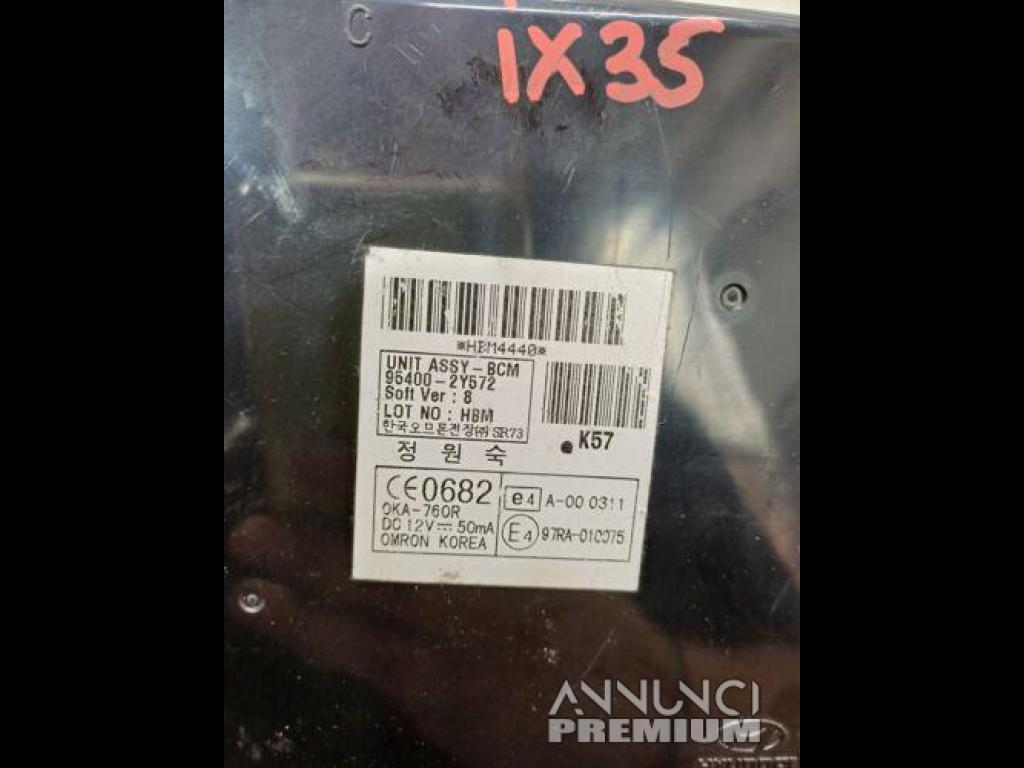 C
iX35
*HBM4440*
UNIT ASSY-BCM
95400-2Y572
Soft Ver : 8
LOT NO : HBM
한국오므론전장㈜ SR73
K57
정 원 숙
CE0682
OKA-760R
DC 12V⎓50mA
OMRON KOREA
e4 A-00 0311
E4 97RA-010075
ANNUNCI
PREMIUM
HYUNDAI